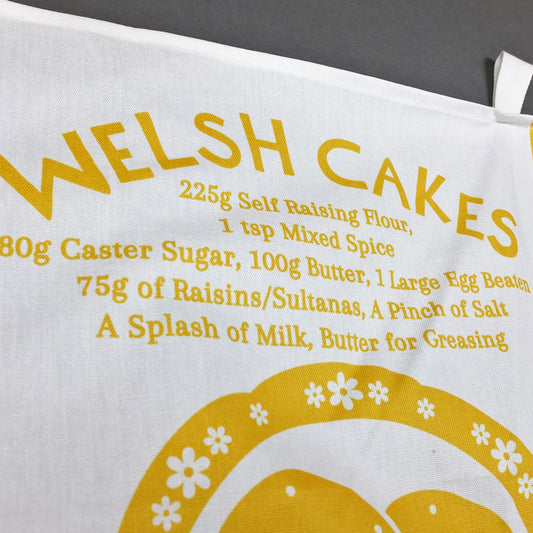 WELSH CAKES
225g Self Raising Flour,
1 tsp Mixed Spice
80g Caster Sugar, 100g Butter, 1 Large Egg Beaten
75g of Raisins/Sultanas, A Pinch of Salt
A Splash of Milk, Butter for Greasing